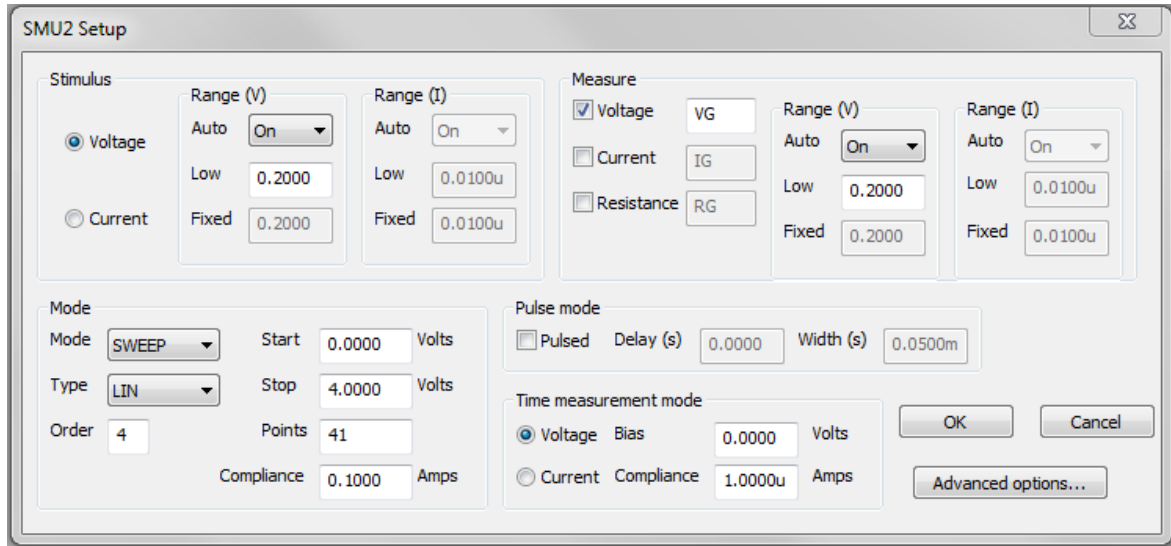 SMU2 Setup
Stimulus
Voltage
Current
Range (V)
Auto On
Low 0.2000
Fixed 0.2000
Range (I)
Auto On
Low 0.0100u
Fixed 0.0100u
Measure
Voltage VG
Current IG
Resistance RG
Range (V)
Auto On
Low 0.2000
Fixed 0.2000
Range (I)
Auto On
Low 0.0100u
Fixed 0.0100u
Mode
Mode SWEEP Start 0.0000 Volts
Type LIN Stop 4.0000 Volts
Order 4 Points 41
Compliance 0.1000 Amps
Pulse mode
Pulsed Delay (s) 0.0000 Width (s) 0.0500m
Time measurement mode
Voltage Bias 0.0000 Volts
Current Compliance 1.0000u Amps
OK Cancel
Advanced options...